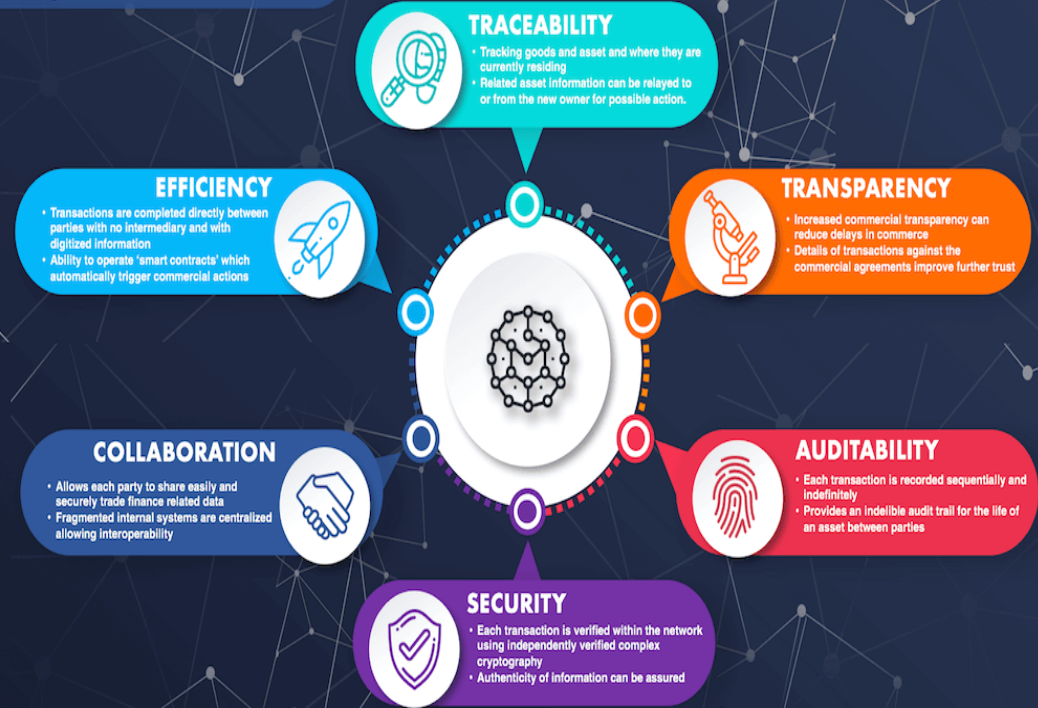 TRACEABILITY
• Tracking goods and asset and where they are
currently residing
• Related asset information can be relayed to
or from the new owner for possible action.
EFFICIENCY
• Transactions are completed directly between
parties with no intermediary and with
digitized information
• Ability to operate ‘smart contracts’ which
automatically trigger commercial actions
TRANSPARENCY
• Increased commercial transparency can
reduce delays in commerce
• Details of transactions against the
commercial agreements improve further trust
COLLABORATION
• Allows each party to share easily and
securely trade finance related data
• Fragmented internal systems are centralized
allowing interoperability
AUDITABILITY
• Each transaction is recorded sequentially and
indefinitely
• Provides an indelible audit trail for the life of
an asset between parties
SECURITY
• Each transaction is verified within the network
using independently verified complex
cryptography
• Authenticity of information can be assured